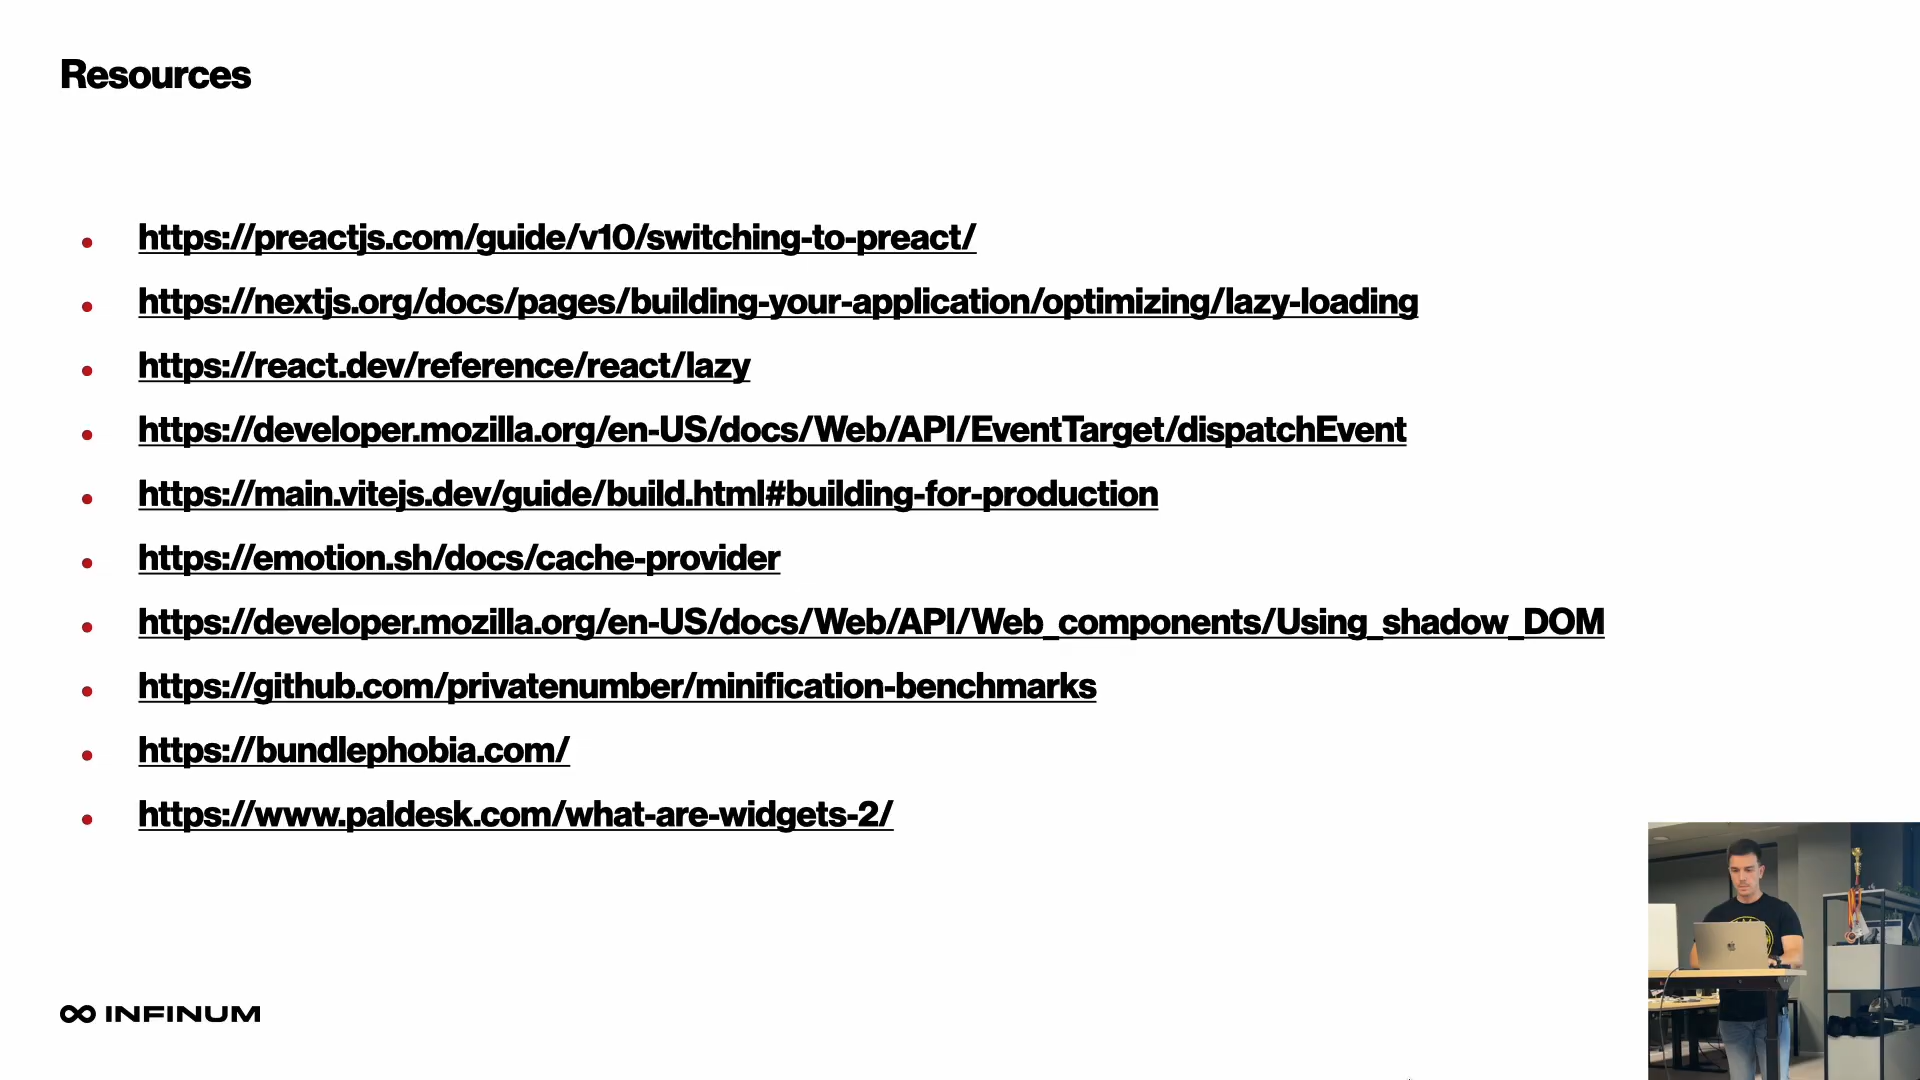 Resources
https://preactjs.com/guide/v10/switching-to-preact/
https://nextjs.org/docs/pages/building-your-application/optimizing/lazy-loading
https://react.dev/reference/react/lazy
https://developer.mozilla.org/en-US/docs/Web/API/EventTarget/dispatchEvent
https://main.vitejs.dev/guide/build.html#building-for-production
https://emotion.sh/docs/cache-provider
https://developer.mozilla.org/en-US/docs/Web/API/Web_components/Using_shadow_DOM
https://github.com/privatenumber/minification-benchmarks
https://bundlephobia.com/
https://www.paldesk.com/what-are-widgets-2/
INFINUM